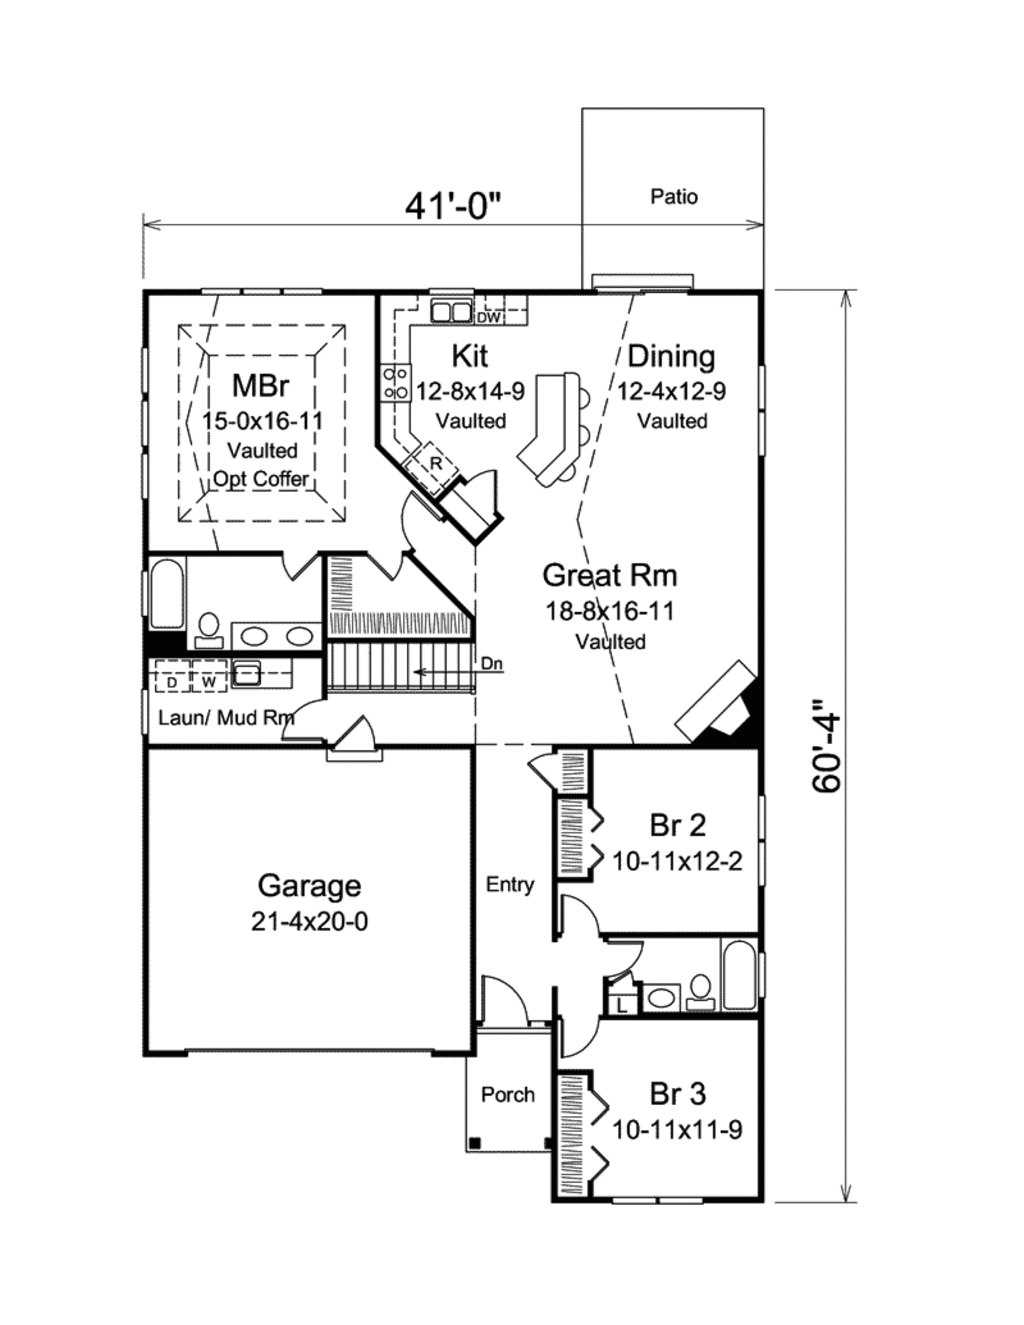 Patio
41'-0"
DW
Kit
12-8x14-9
Vaulted
Dining
12-4x12-9
Vaulted
MBr
15-0x16-11
Vaulted
Opt Coffer
R
Great Rm
18-8x16-11
Vaulted
Dn
D
W
Laun/ Mud Rm
60'-4"
Br 2
10-11x12-2
Garage
21-4x20-0
Entry
L
Porch
Br 3
10-11x11-9